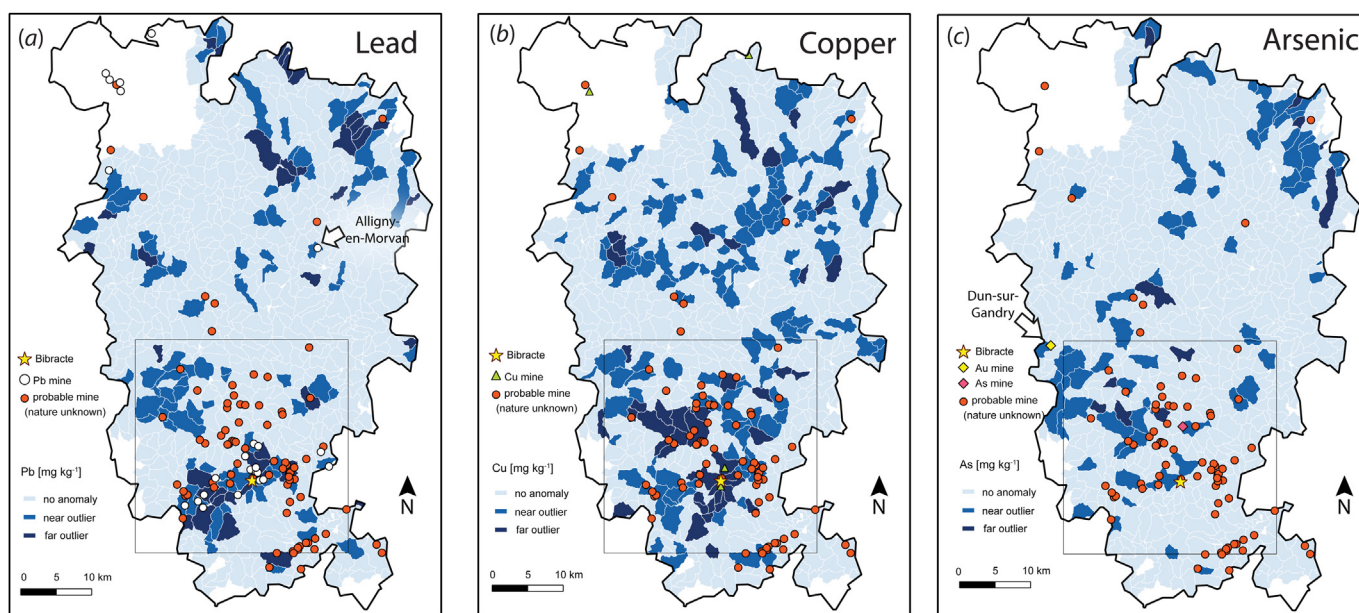 (a)
Lead
Alligny-
en-Morvan
Bibracte
Pb mine
probable mine
(nature unknown)
Pb [mg kg⁻¹]
no anomaly
near outlier
far outlier
N
0 5 10 km
(b)
Copper
Bibracte
Cu mine
probable mine
(nature unknown)
Cu [mg kg⁻¹]
no anomaly
near outlier
far outlier
N
0 5 10 km
(c)
Arsenic
Dun-sur-
Gandry
Bibracte
Au mine
As mine
probable mine
(nature unknown)
As [mg kg⁻¹]
no anomaly
near outlier
far outlier
N
0 5 10 km